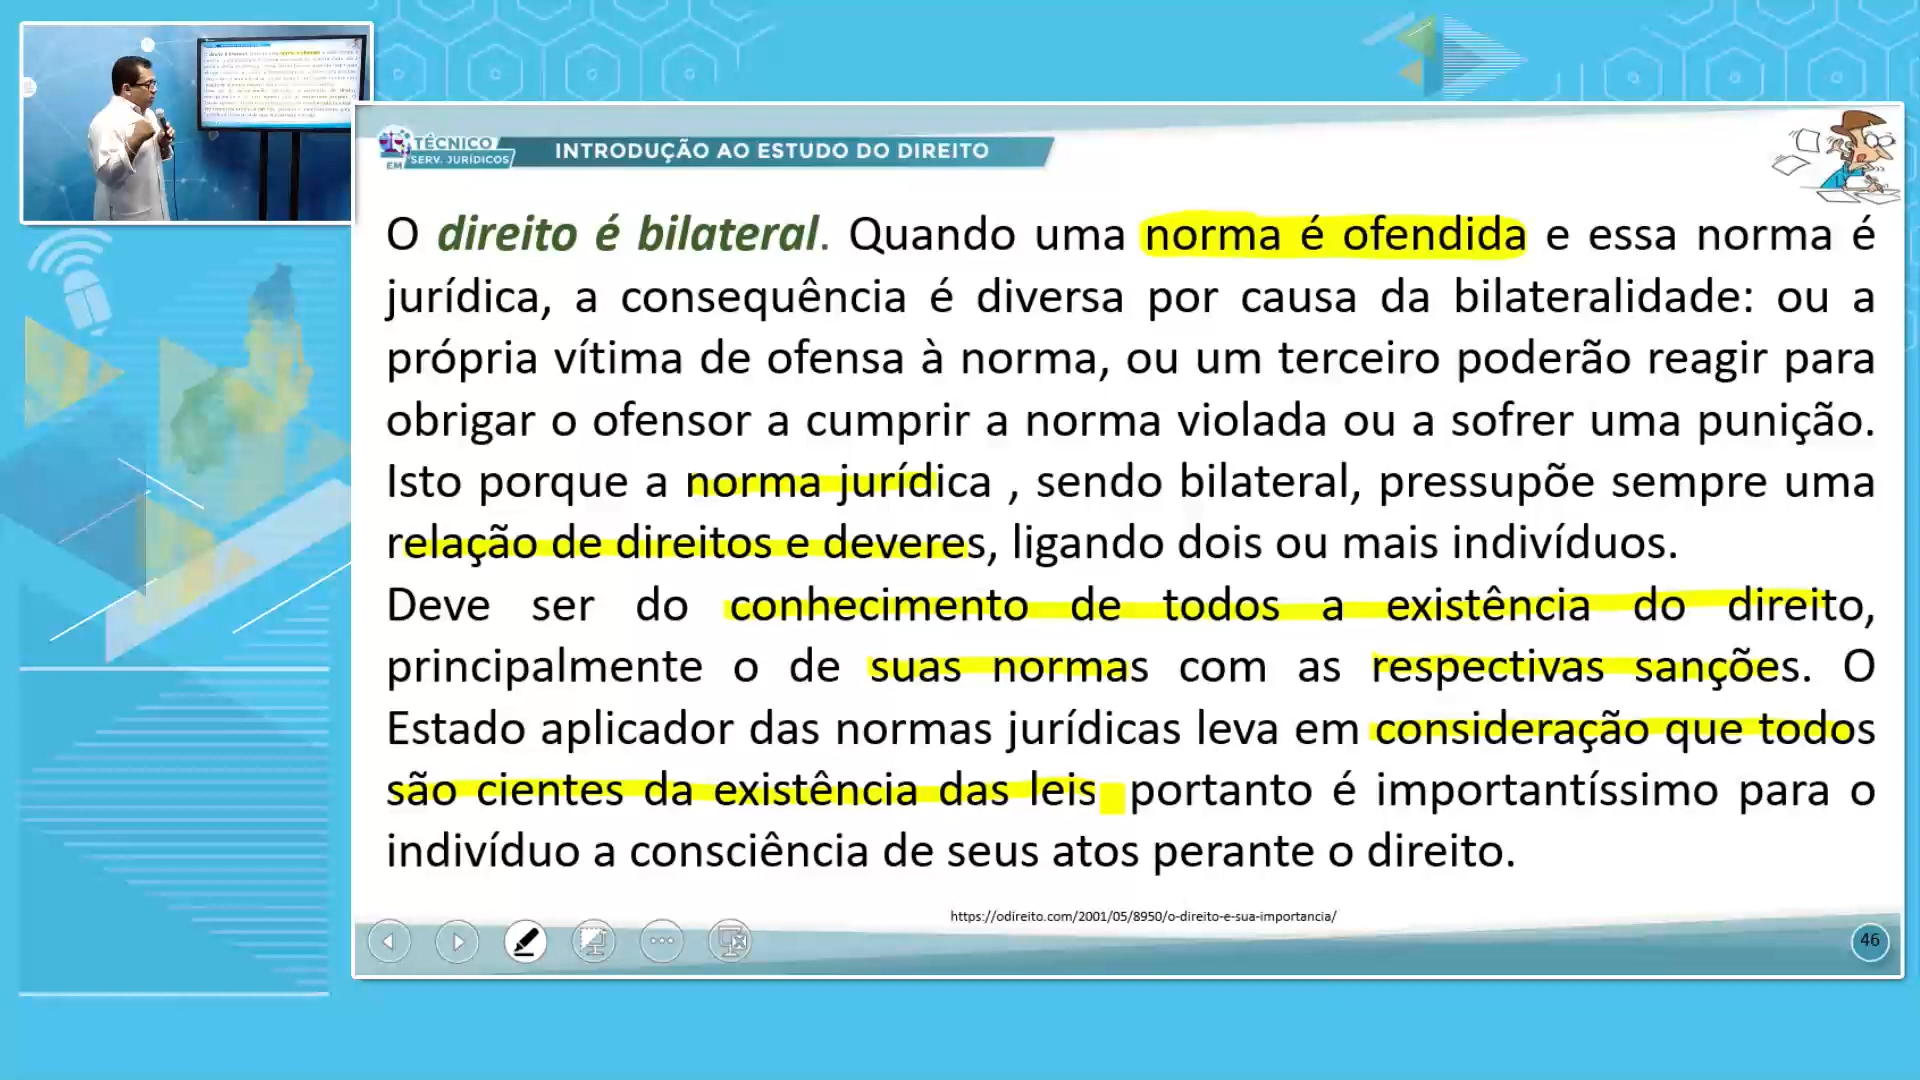 TÉCNICO
EM SERV. JURÍDICOS
INTRODUÇÃO AO ESTUDO DO DIREITO
O direito é bilateral. Quando uma norma é ofendida e essa norma é
jurídica, a consequência é diversa por causa da bilateralidade: ou a
própria vítima de ofensa à norma, ou um terceiro poderão reagir para
obrigar o ofensor a cumprir a norma violada ou a sofrer uma punição.
Isto porque a norma jurídica , sendo bilateral, pressupõe sempre uma
relação de direitos e deveres, ligando dois ou mais indivíduos.
Deve ser do conhecimento de todos a existência do direito,
principalmente o de suas normas com as respectivas sanções. O
Estado aplicador das normas jurídicas leva em consideração que todos
são cientes da existência das leis portanto é importantíssimo para o
indivíduo a consciência de seus atos perante o direito.
https://odireito.com/2001/05/8950/o-direito-e-sua-importancia/
46